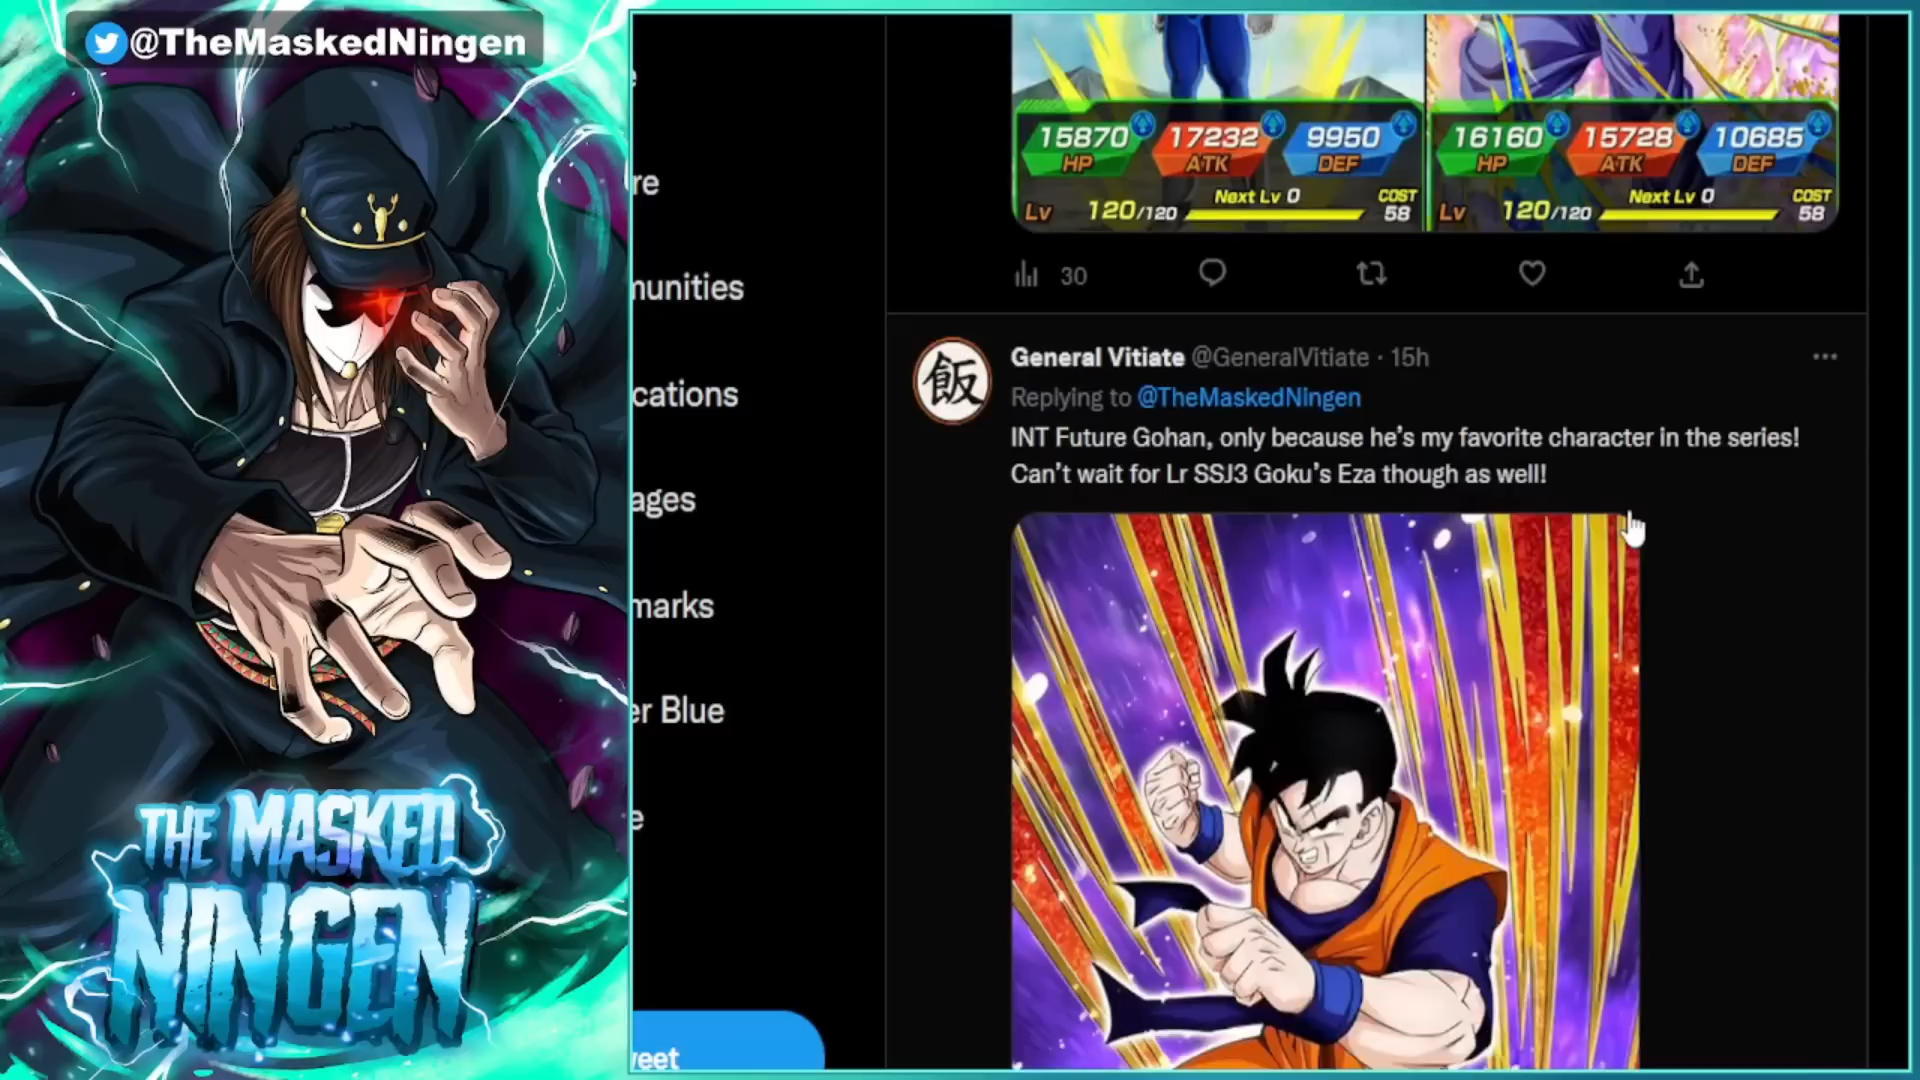 @TheMaskedNingen
THE MASKED
NINGEN
re
munities
cations
ages
marks
er Blue
e
weet
15870 17232 9950
HP ATK DEF
Next Lv 0 COST
Lv 120/120 58
16160 15728 10685
HP ATK DEF
Next Lv 0 COST
Lv 120/120 58
30
飯
General Vitiate @GeneralVitiate · 15h
Replying to @TheMaskedNIngen
INT Future Gohan, only because he's my favorite character in the series!
Can't wait for Lr SSJ3 Goku's Eza though as well!